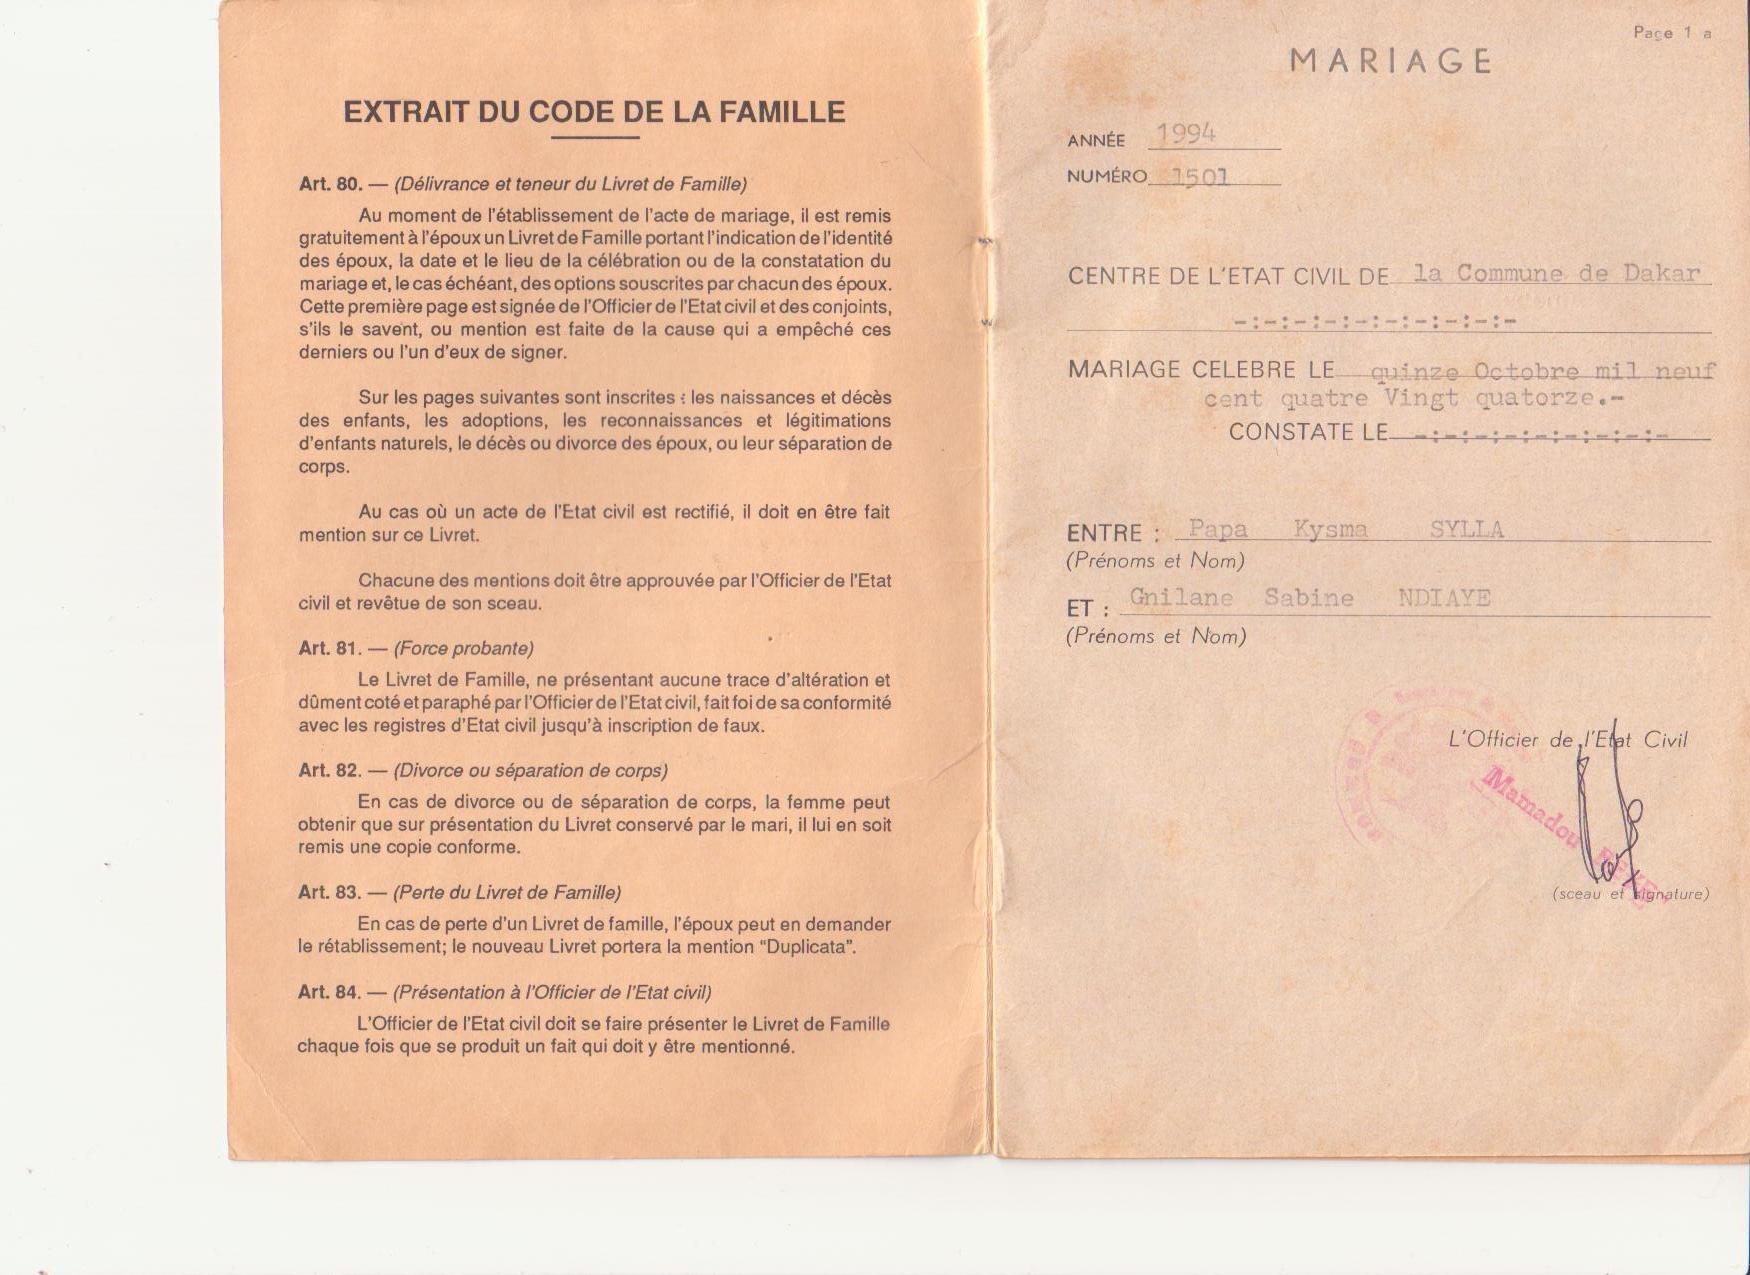 EXTRAIT DU CODE DE LA FAMILLE
Art. 80. — (Délivrance et teneur du Livret de Famille)
Au moment de l'établissement de l'acte de mariage, il est remis
gratuitement à l'époux un Livret de Famille portant l'indication de l'identité
des époux, la date et le lieu de la célébration ou de la constatation du
mariage et, le cas échéant, des options souscrites par chacun des époux.
Cette première page est signée de l'Officier de l'Etat civil et des conjoints,
s'ils le savent, ou mention est faite de la cause qui a empêché ces
derniers ou l'un d'eux de signer.
Sur les pages suivantes sont inscrites : les naissances et décès
des enfants, les adoptions, les reconnaissances et légitimations
d'enfants naturels, le décès ou divorce des époux, ou leur séparation de
corps.
Au cas où un acte de l'Etat civil est rectifié, il doit en être fait
mention sur ce Livret.
Chacune des mentions doit être approuvée par l'Officier de l'Etat
civil et revêtue de son sceau.
Art. 81. — (Force probante)
Le Livret de Famille, ne présentant aucune trace d'altération et
dûment coté et paraphé par l'Officier de l'Etat civil, fait foi de sa conformité
avec les registres d'Etat civil jusqu'à inscription de faux.
Art. 82. — (Divorce ou séparation de corps)
En cas de divorce ou de séparation de corps, la femme peut
obtenir que sur présentation du Livret conservé par le mari, il lui en soit
remis une copie conforme.
Art. 83. — (Perte du Livret de Famille)
En cas de perte d'un Livret de famille, l'époux peut en demander
le rétablissement; le nouveau Livret portera la mention “Duplicata”.
Art. 84. — (Présentation à l'Officier de l'Etat civil)
L'Officier de l'Etat civil doit se faire présenter le Livret de Famille
chaque fois que se produit un fait qui doit y être mentionné.
Page 1 a
MARIAGE
ANNÉE 1994
NUMÉRO 1501
CENTRE DE L'ETAT CIVIL DE la Commune de Dakar
-:-:-:-:-:-:-:-:-:-
MARIAGE CELEBRE LE quinze Octobre mil neuf
cent quatre Vingt quatorze.-
CONSTATE LE -:-:-:-:-:-:-:-:-
ENTRE : Papa Kysma SYLLA
(Prénoms et Nom)
ET : Gnilane Sabine NDIAYE
(Prénoms et Nom)
L'Officier de l'Etat Civil
Mamadou
(sceau et signature)